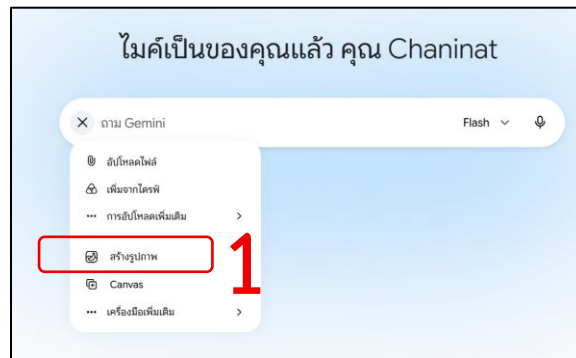 ไมค์เป็นของคุณแล้ว คุณ Chaninat
ถาม Gemini
Flash
อัปโหลดไฟล์
เพิ่มจากไดรฟ์
การอัปโหลดเพิ่มเติม
สร้างรูปภาพ
1
Canvas
เครื่องมือเพิ่มเติม